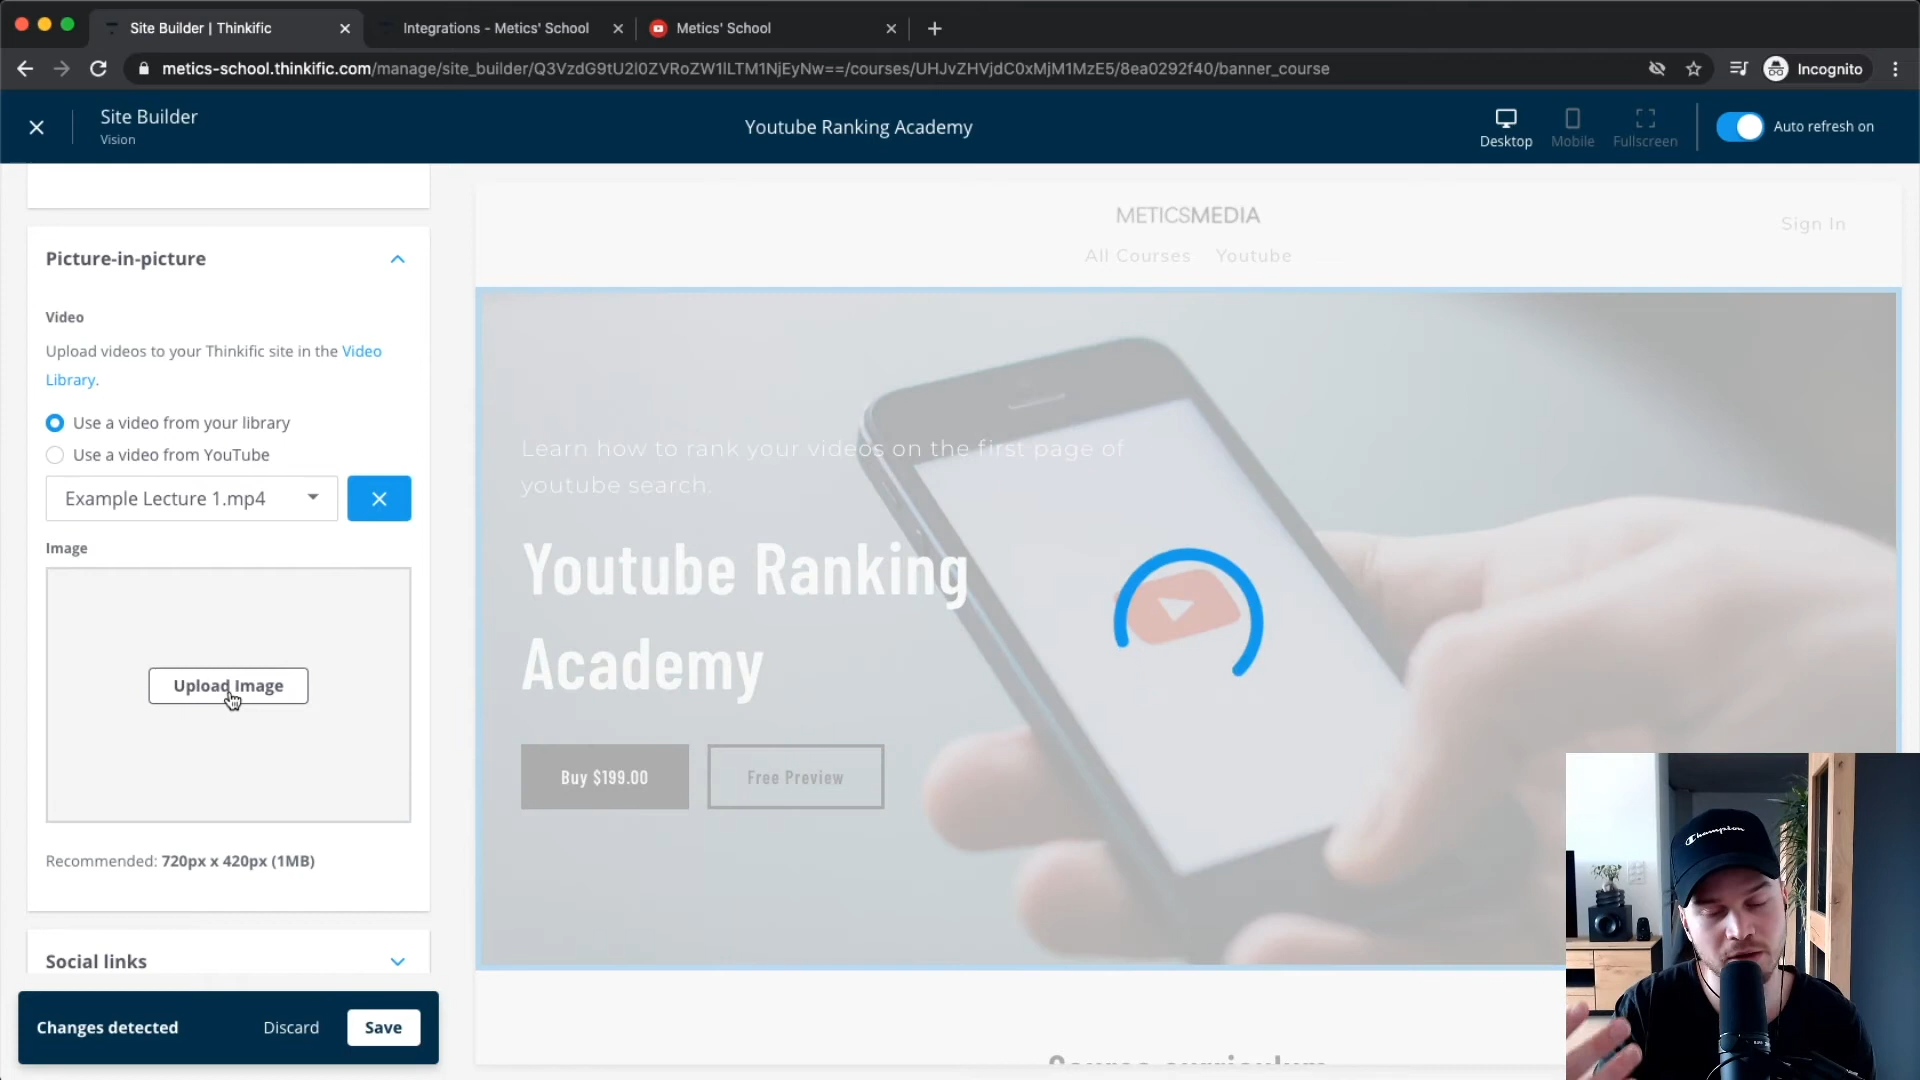 Site Builder | Thinkific
Integrations - Metics' School
Metics' School
metics-school.thinkific.com/manage/site_builder/Q3VzdG9tU2l0ZVRoZW1lLTM1NjEyNw==/courses/UHJvZHVjdC0xMjM1MzE5/8ea0292f40/banner_course
Incognito
Site Builder
Vision
Youtube Ranking Academy
Desktop
Mobile
Fullscreen
Auto refresh on
Picture-in-picture
Video
Upload videos to your Thinkific site in the Video
Library.
Use a video from your library
Use a video from YouTube
Example Lecture 1.mp4
Image
Upload Image
Recommended: 720px x 420px (1MB)
Social links
Changes detected
Discard
Save
METICSMEDIA
Sign In
All Courses
Youtube
Learn how to rank your videos on the first page of
youtube search.
Youtube Ranking
Academy
Buy $199.00
Free Preview
Course curriculum
Champion